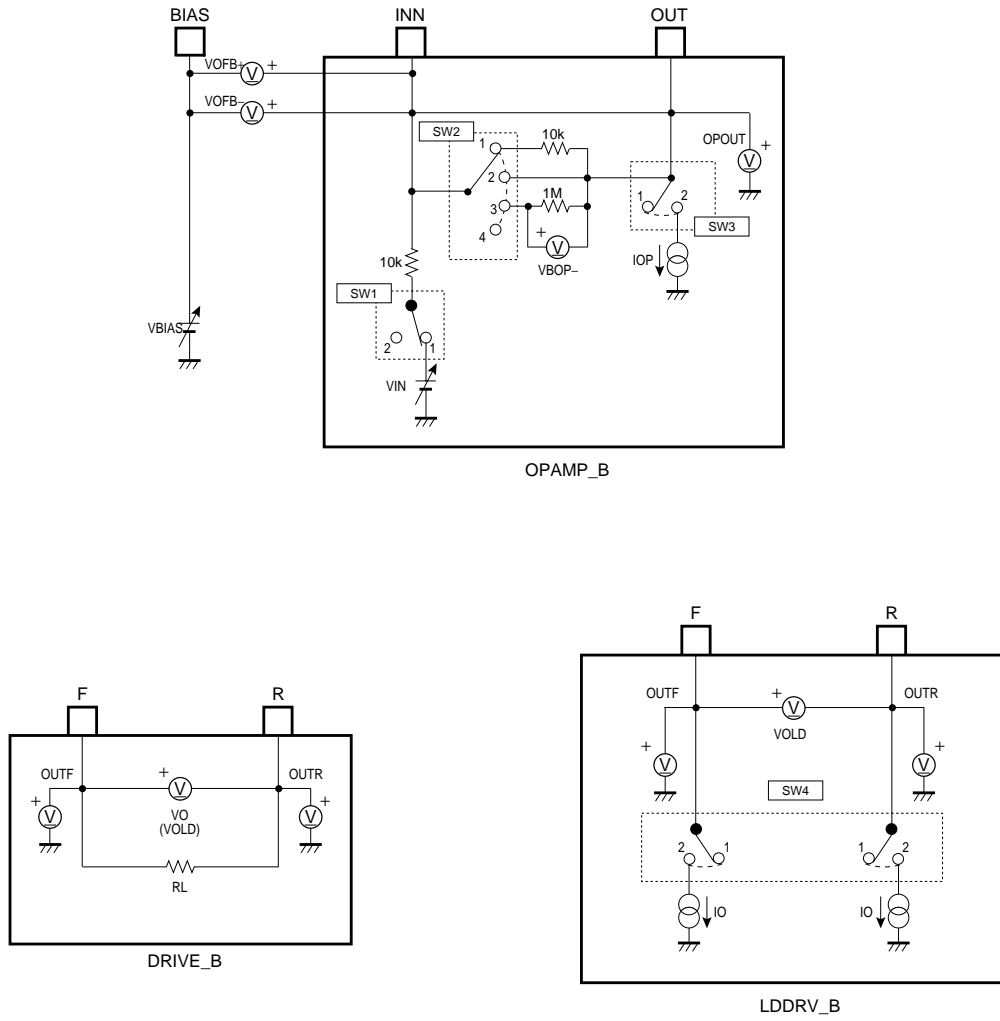 BIAS INN OUT
VOFB+ V +
VOFB− V +
SW2 10k OPOUT
1 V +
2
1M
3 1 2
4 + SW3
V
VBOP− IOP
10k
SW1
VBIAS 2 1
VIN
OPAMP_B
F R
OUTF + OUTR
V
VOLD
+ V V +
SW4
2 1 1 2
IO IO
LDDRV_B
F R
OUTF + OUTR
V
+ V VO V +
(VOLD)
RL
DRIVE_B